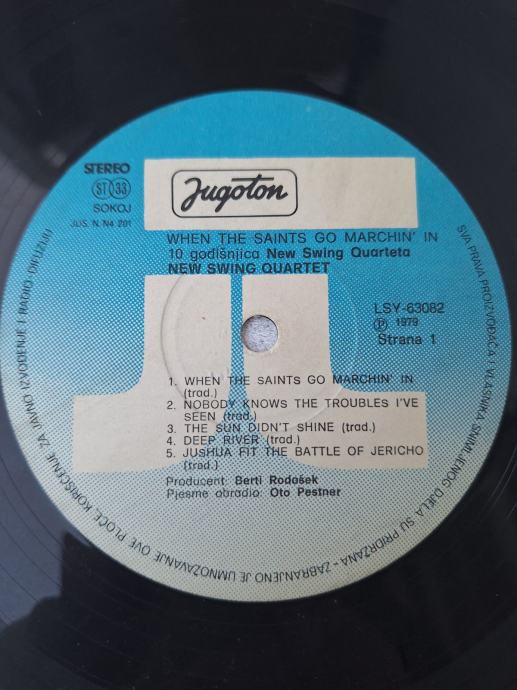 STEREO
ST 33
SOKOJ
JUS. N. N4 201
Jugoton
WHEN THE SAINTS GO MARCHIN' IN
10 godišnjica New Swing Quarteta
NEW SWING QUARTET
LSY-63082
Ⓟ 1979
Strana 1
1. WHEN THE SAINTS GO MARCHIN' IN
(trad.)
2. NOBODY KNOWS THE TROUBLES I'VE
SEEN (trad.)
3. THE SUN DIDN'T SHINE (trad.)
4. DEEP RIVER (trad.)
5. JUSHUA FIT THE BATTLE OF JERICHO
(trad.)
Producent: Berti Rodošek
Pjesme obradio: Oto Pestner
SVA PRAVA PROIZVOĐAČA I VLASNIKA SNIMLJENOG DJELA SU PRIDRŽANA - ZABRANJENO JE UMNOŽAVANJE OVE PLOČE, KORIŠĆENJE ZA JAVNO IZVOĐENJE I RADIO-DIFUZIJU